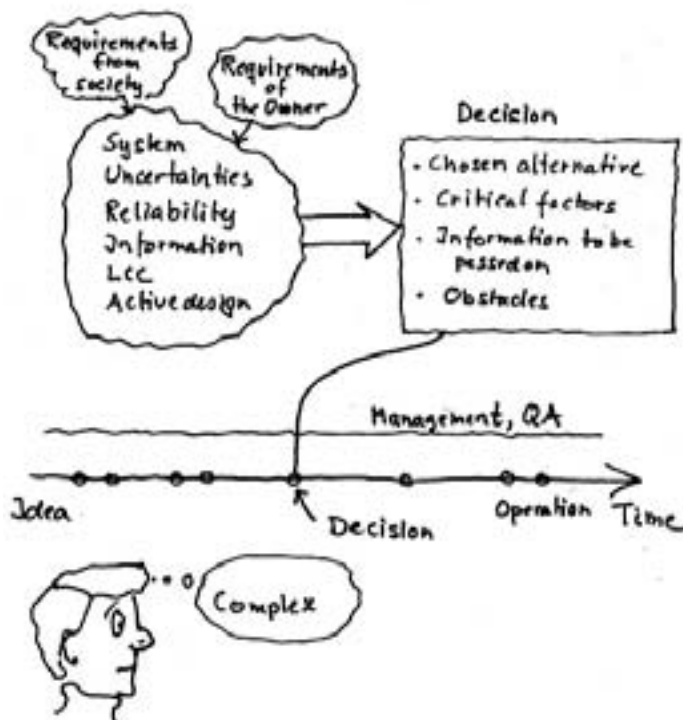 Requirements
from
society
Requirements
of
the Owner
System
Uncertainties
Reliability
Information
LCC
Active design
Decision
• Chosen alternative
• Critical factors
• Information to be
passed on
• Obstacles
Management, QA
Idea
Decision
Operation
Time
Complex